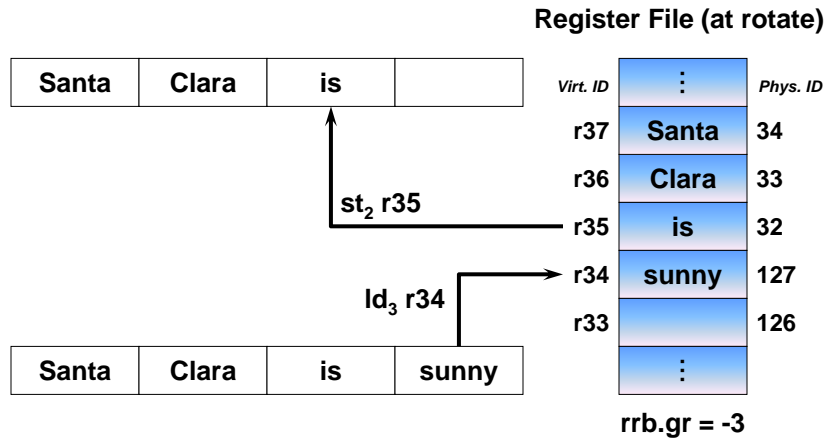 Register File (at rotate)
Santa Clara is
Virt. ID ⋮ Phys. ID
r37 Santa 34
r36 Clara 33
st₂ r35
r35 is 32
r34 sunny 127
ld₃ r34
r33 126
Santa Clara is sunny
⋮
rrb.gr = -3